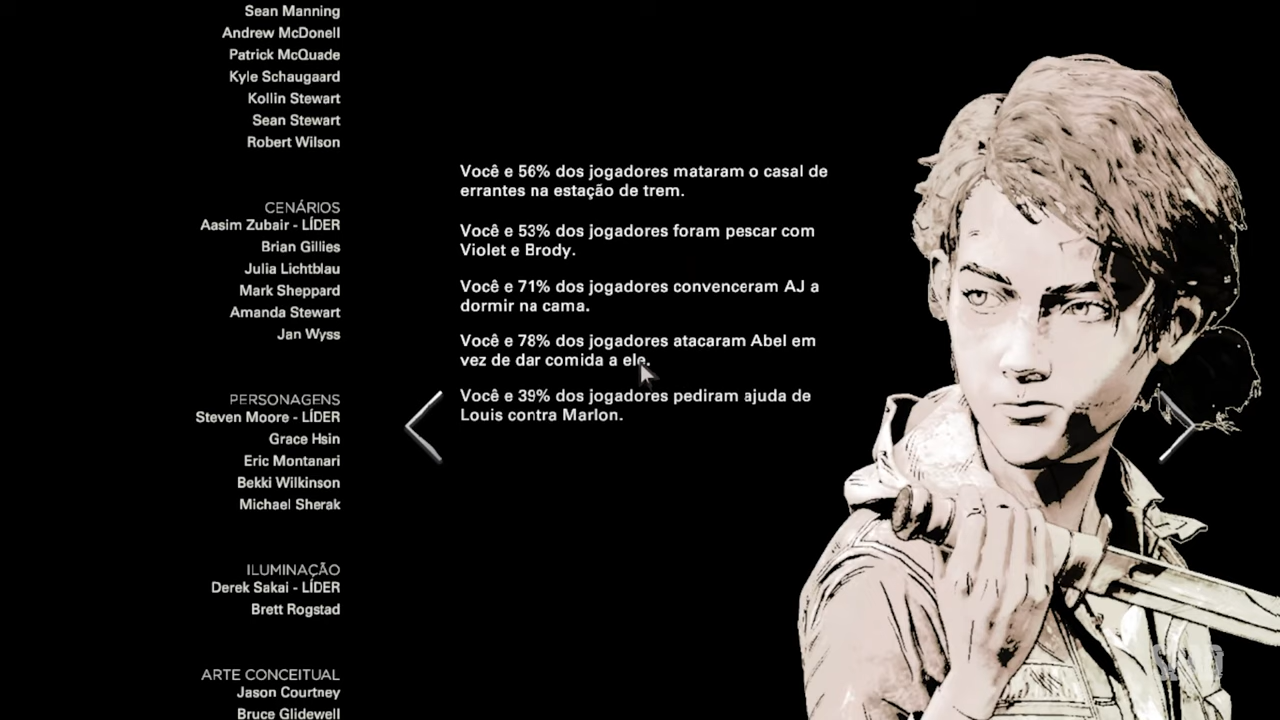 Sean Manning
Andrew McDonell
Patrick McQuade
Kyle Schaugaard
Kollin Stewart
Sean Stewart
Robert Wilson
CENÁRIOS
Aasim Zubair - LÍDER
Brian Gillies
Julia Lichtblau
Mark Sheppard
Amanda Stewart
Jan Wyss
PERSONAGENS
Steven Moore - LÍDER
Grace Hsin
Eric Montanari
Bekki Wilkinson
Michael Sherak
ILUMINAÇÃO
Derek Sakai - LÍDER
Brett Rogstad
ARTE CONCEITUAL
Jason Courtney
Bruce Glidewell
Você e 56% dos jogadores mataram o casal de
errantes na estação de trem.
Você e 53% dos jogadores foram pescar com
Violet e Brody.
Você e 71% dos jogadores convenceram AJ a
dormir na cama.
Você e 78% dos jogadores atacaram Abel em
vez de dar comida a ele.
Você e 39% dos jogadores pediram ajuda de
Louis contra Marlon.